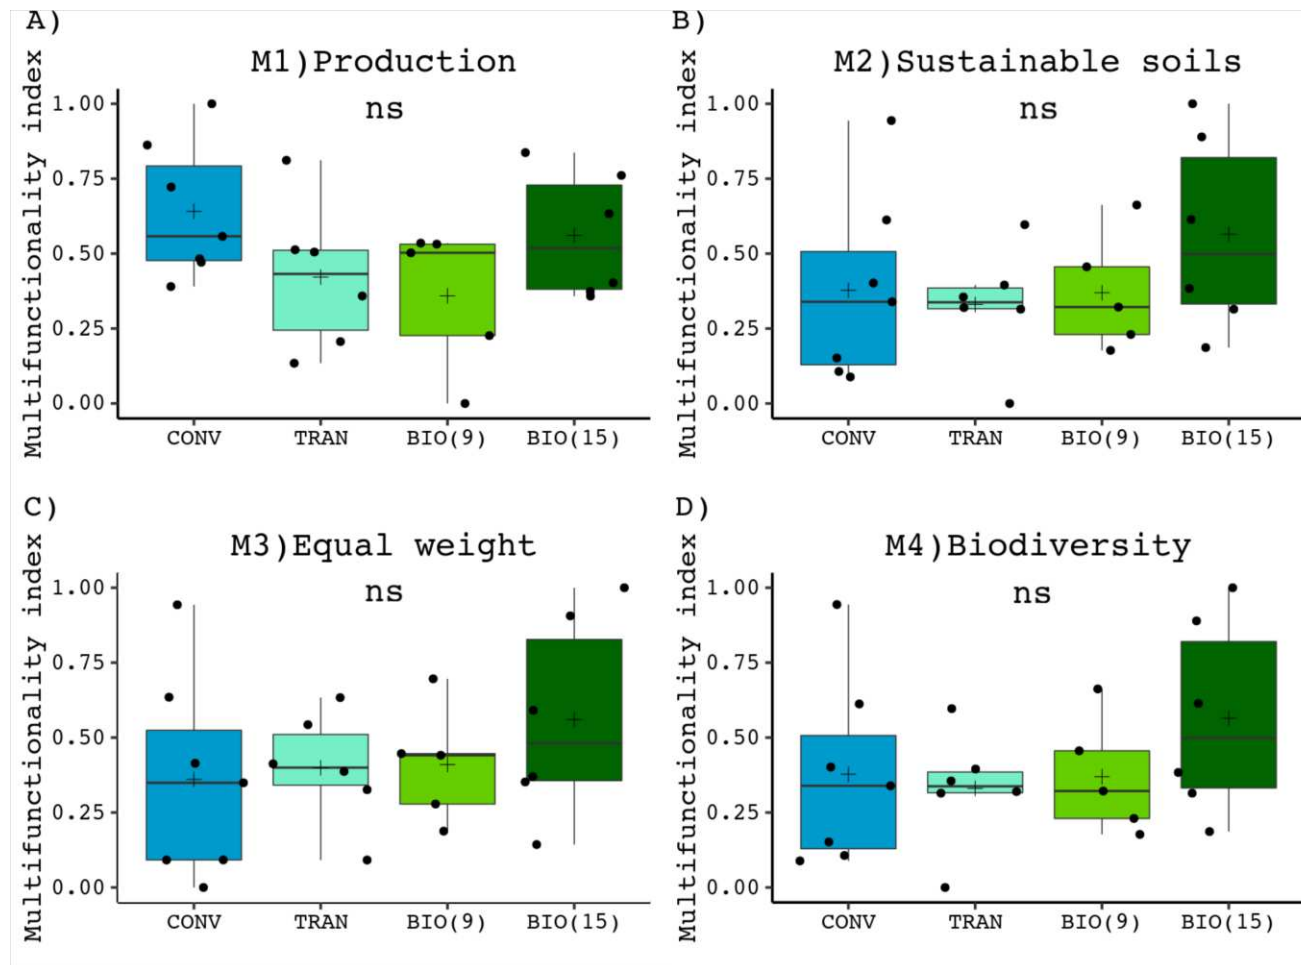 A)
M1)Production
ns
Multifunctionality index
1.00
0.75
0.50
0.25
0.00
CONV TRAN BIO(9) BIO(15)
B)
M2)Sustainable soils
ns
Multifunctionality index
1.00
0.75
0.50
0.25
0.00
CONV TRAN BIO(9) BIO(15)
C)
M3)Equal weight
ns
Multifunctionality index
1.00
0.75
0.50
0.25
0.00
CONV TRAN BIO(9) BIO(15)
D)
M4)Biodiversity
ns
Multifunctionality index
1.00
0.75
0.50
0.25
0.00
CONV TRAN BIO(9) BIO(15)